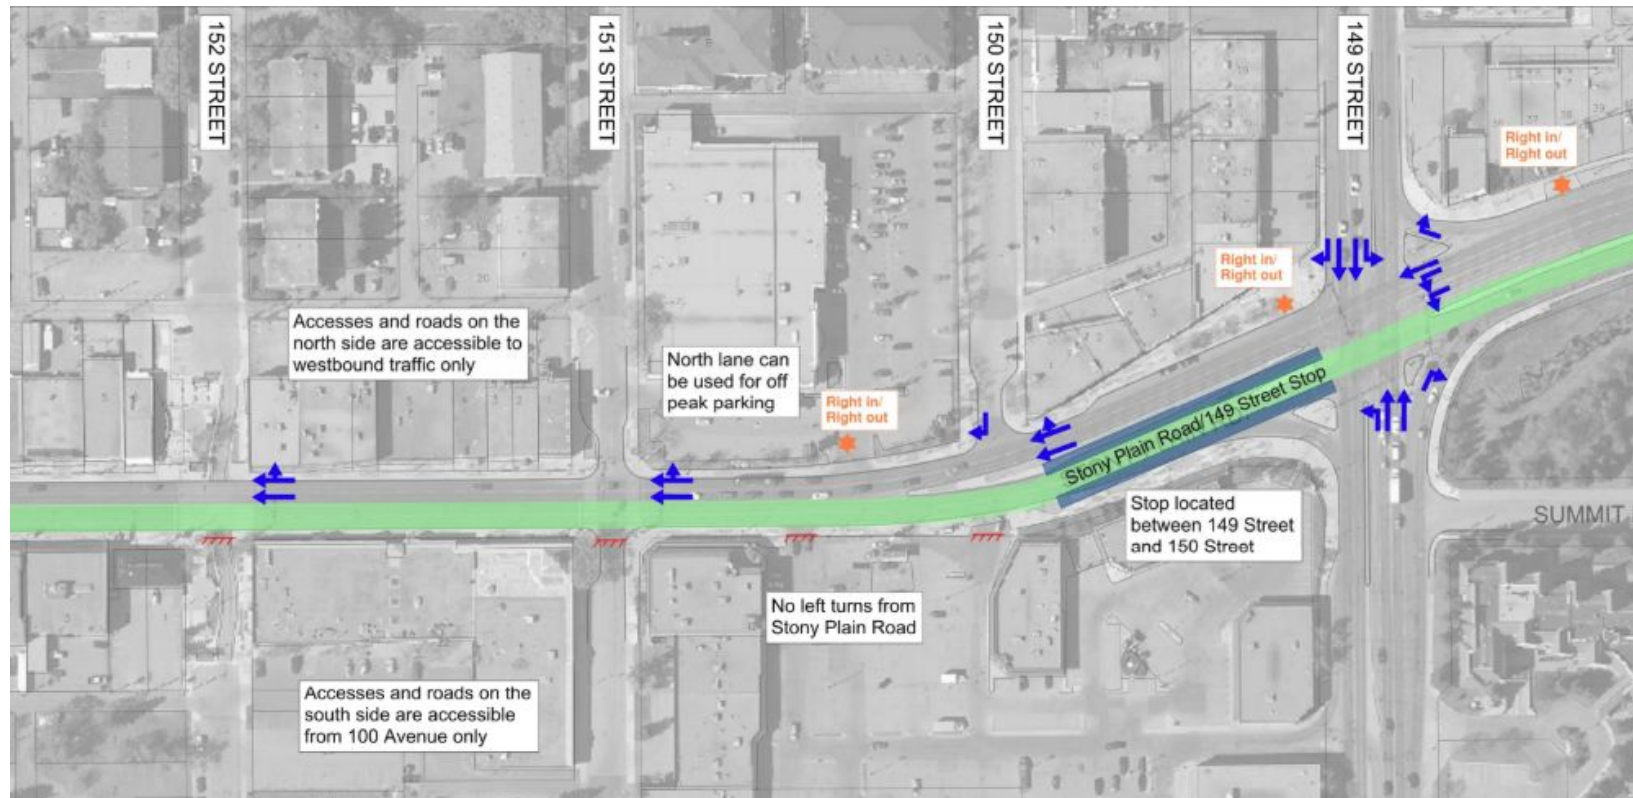 152 STREET
151 STREET
150 STREET
149 STREET
Right in/
Right out
Right in/
Right out
Accesses and roads on the
north side are accessible to
westbound traffic only
North lane can
be used for off
peak parking
Right in/
Right out
Stony Plain Road/149 Street Stop
Stop located
between 149 Street
and 150 Street
SUMMIT
No left turns from
Stony Plain Road
Accesses and roads on the
south side are accessible
from 100 Avenue only